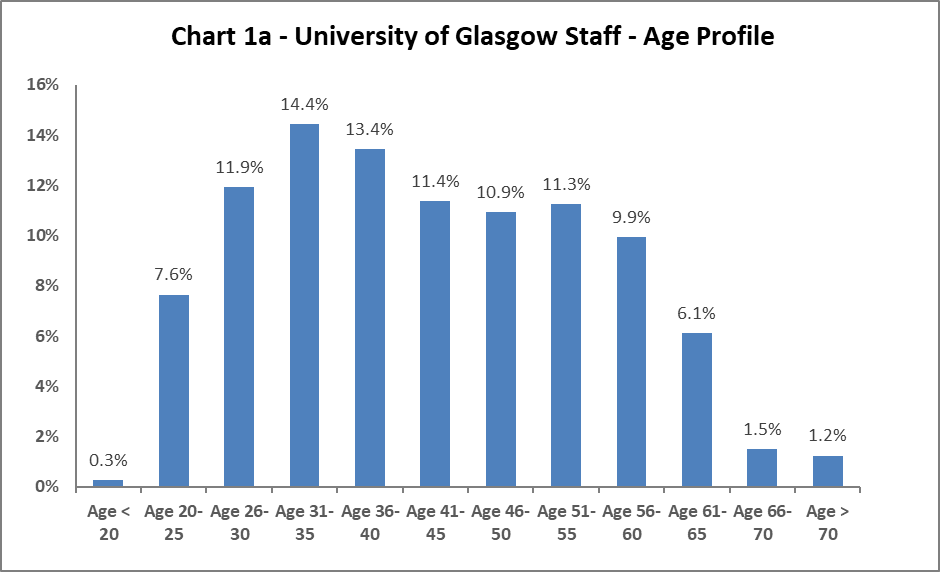 Chart 1a - University of Glasgow Staff - Age Profile
16%
14%
12%
10%
8%
6%
4%
2%
0%
0.3%
7.6%
11.9%
14.4%
13.4%
11.4%
10.9%
11.3%
9.9%
6.1%
1.5%
1.2%
Age < 20
Age 20-25
Age 26-30
Age 31-35
Age 36-40
Age 41-45
Age 46-50
Age 51-55
Age 56-60
Age 61-65
Age 66-70
Age > 70